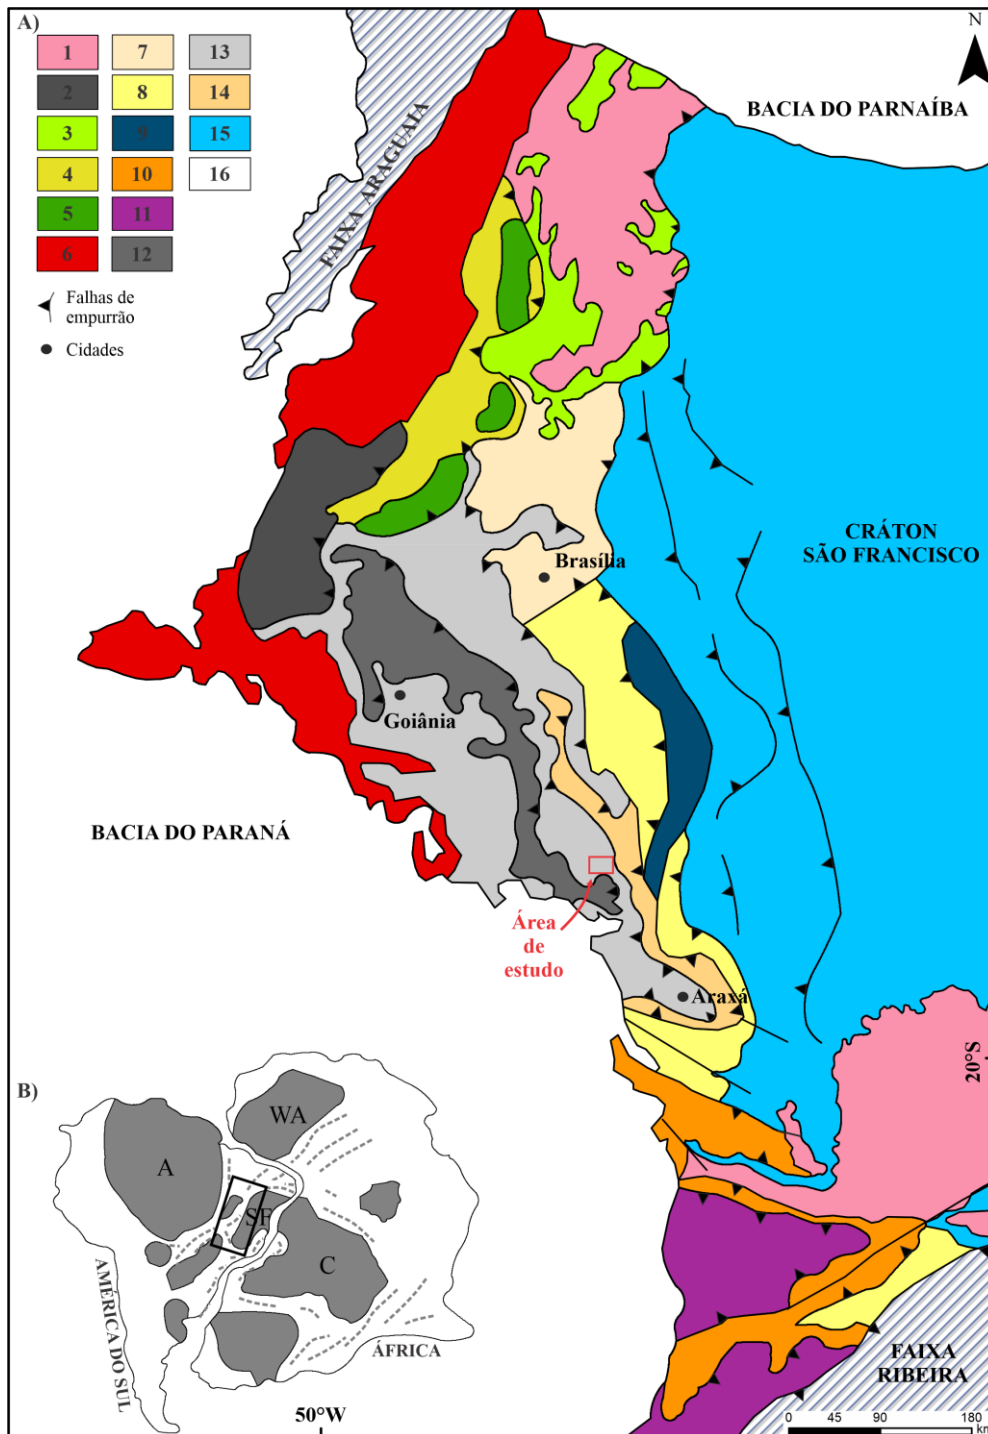 A)
1 7 13
2 8 14
3 9 15
4 10 16
5 11
6 12
Falhas de
empurrão
Cidades
N
FAIXA ARAGUAIA
BACIA DO PARNAÍBA
CRÁTON
SÃO FRANCISCO
Brasília
Goiânia
BACIA DO PARANÁ
Área
de
estudo
Araxá
20°S
B)
WA
A
SF
C
AMÉRICA DO SUL
ÁFRICA
FAIXA
RIBEIRA
50°W
0 45 90 180
km